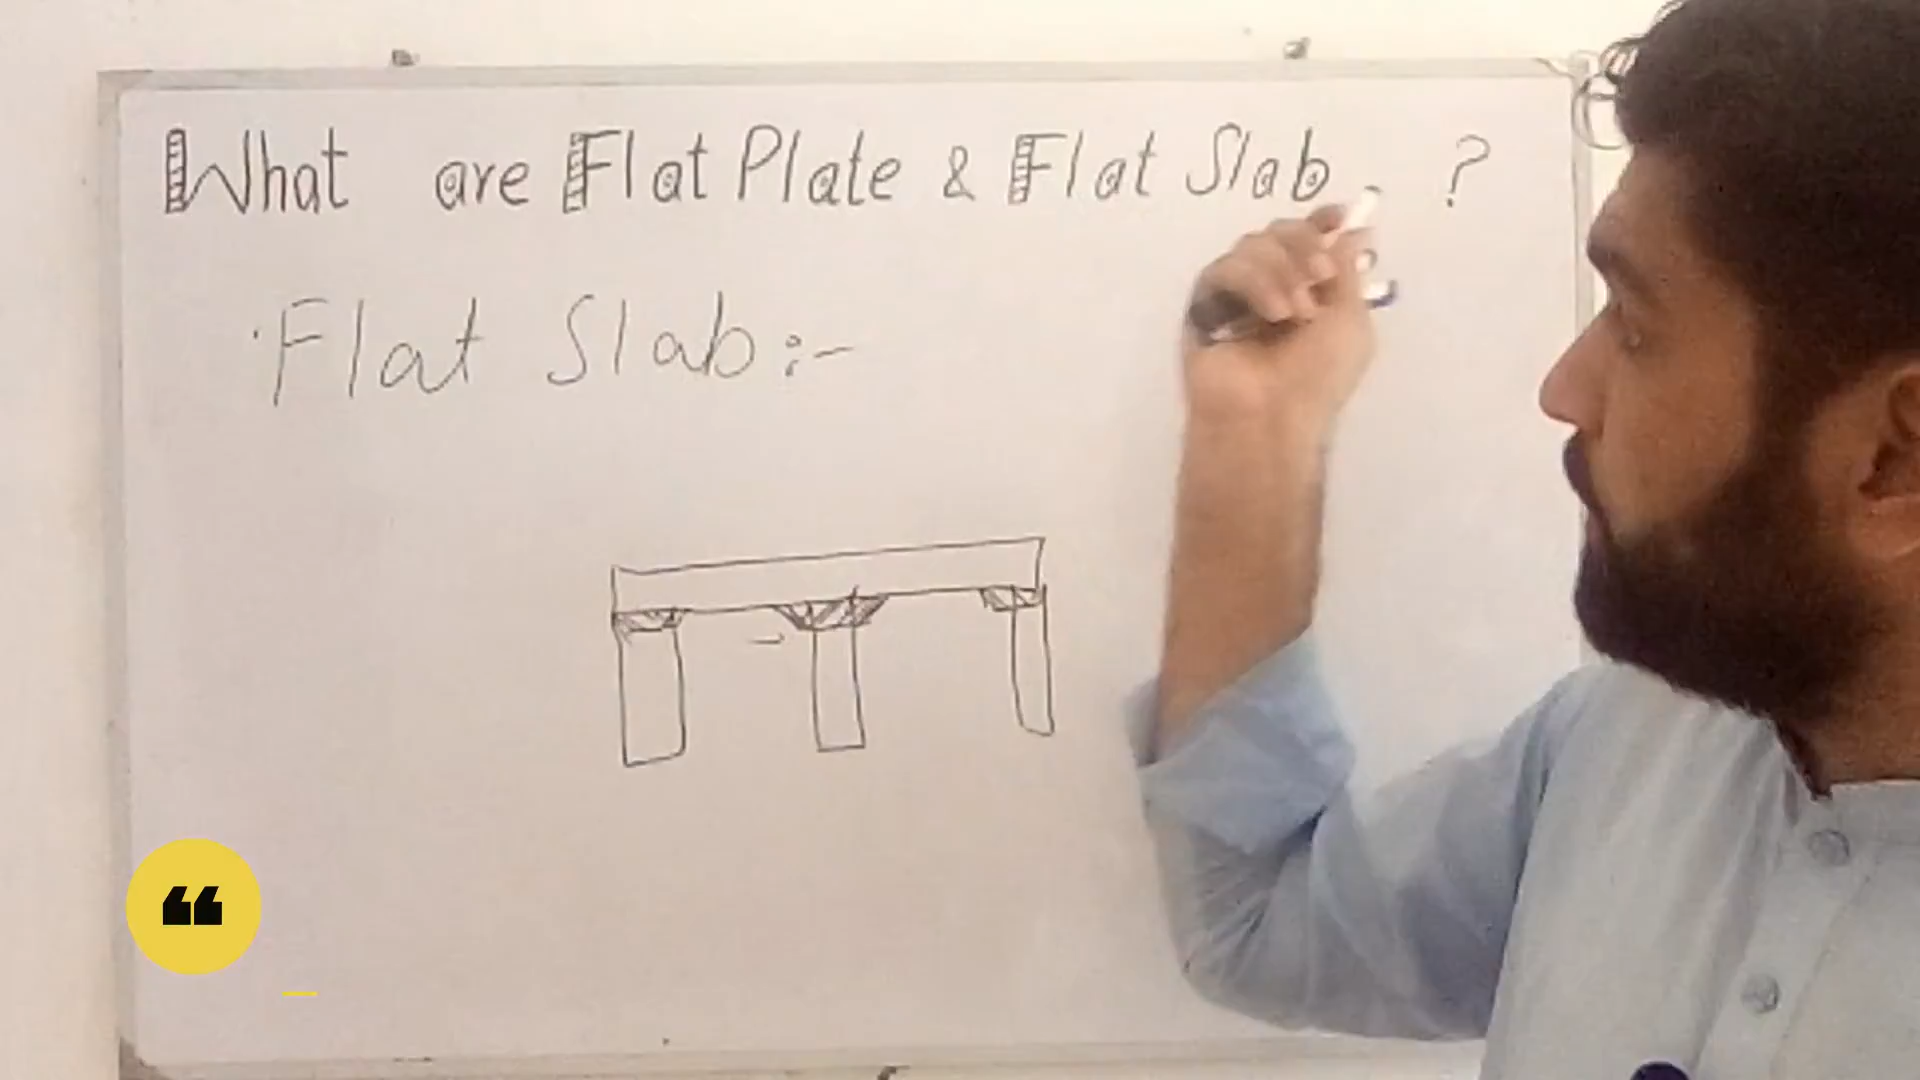 What are Flat Plate & Flat Slab. ?
Flat Slab:-
❝